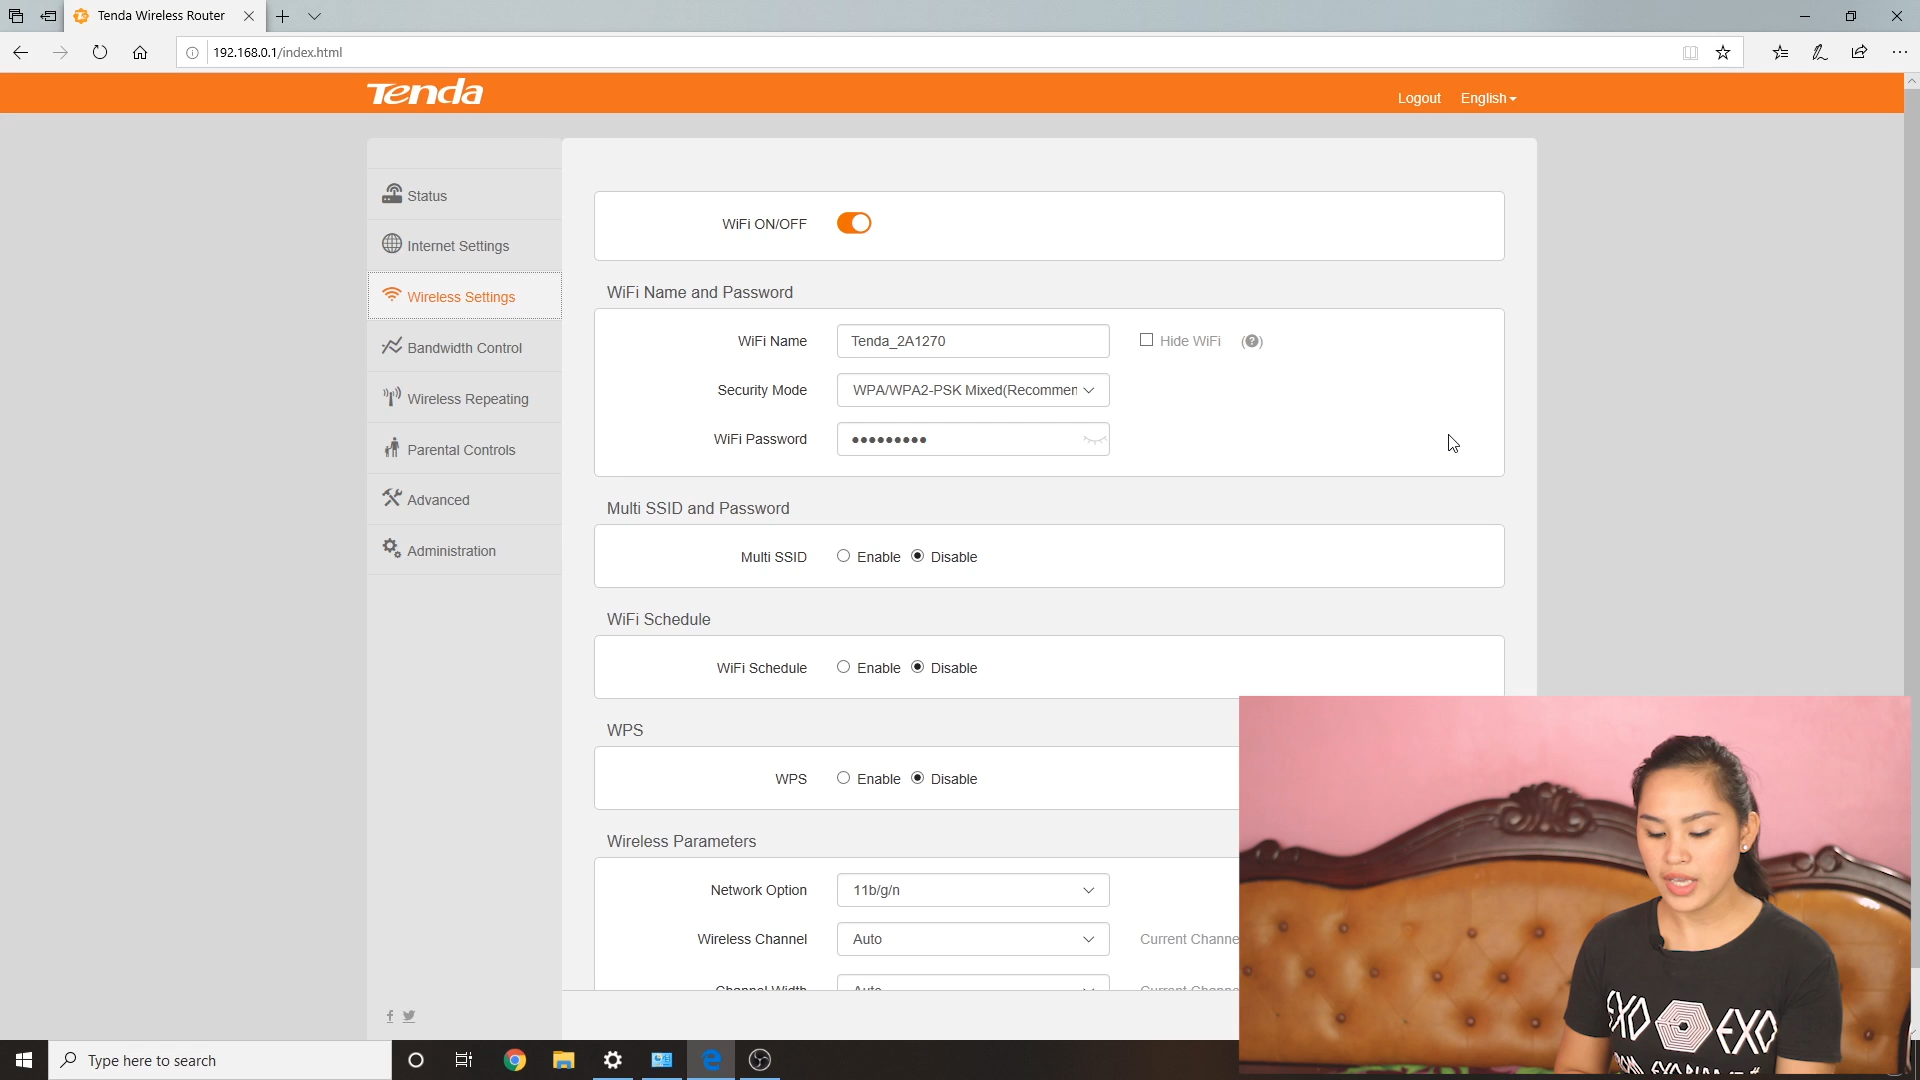 Tenda Wireless Router
192.168.0.1/index.html
Tenda
Logout English
Status
Internet Settings
Wireless Settings
Bandwidth Control
Wireless Repeating
Parental Controls
Advanced
Administration
WiFi ON/OFF
WiFi Name and Password
WiFi Name Tenda_2A1270 Hide WiFi (?)
Security Mode WPA/WPA2-PSK Mixed(Recommen
WiFi Password •••••••••
Multi SSID and Password
Multi SSID Enable Disable
WiFi Schedule
WiFi Schedule Enable Disable
WPS
WPS Enable Disable
Wireless Parameters
Network Option 11b/g/n
Wireless Channel Auto Current Channe
Channel Width Auto Current Channe
Type here to search
EXO EXO